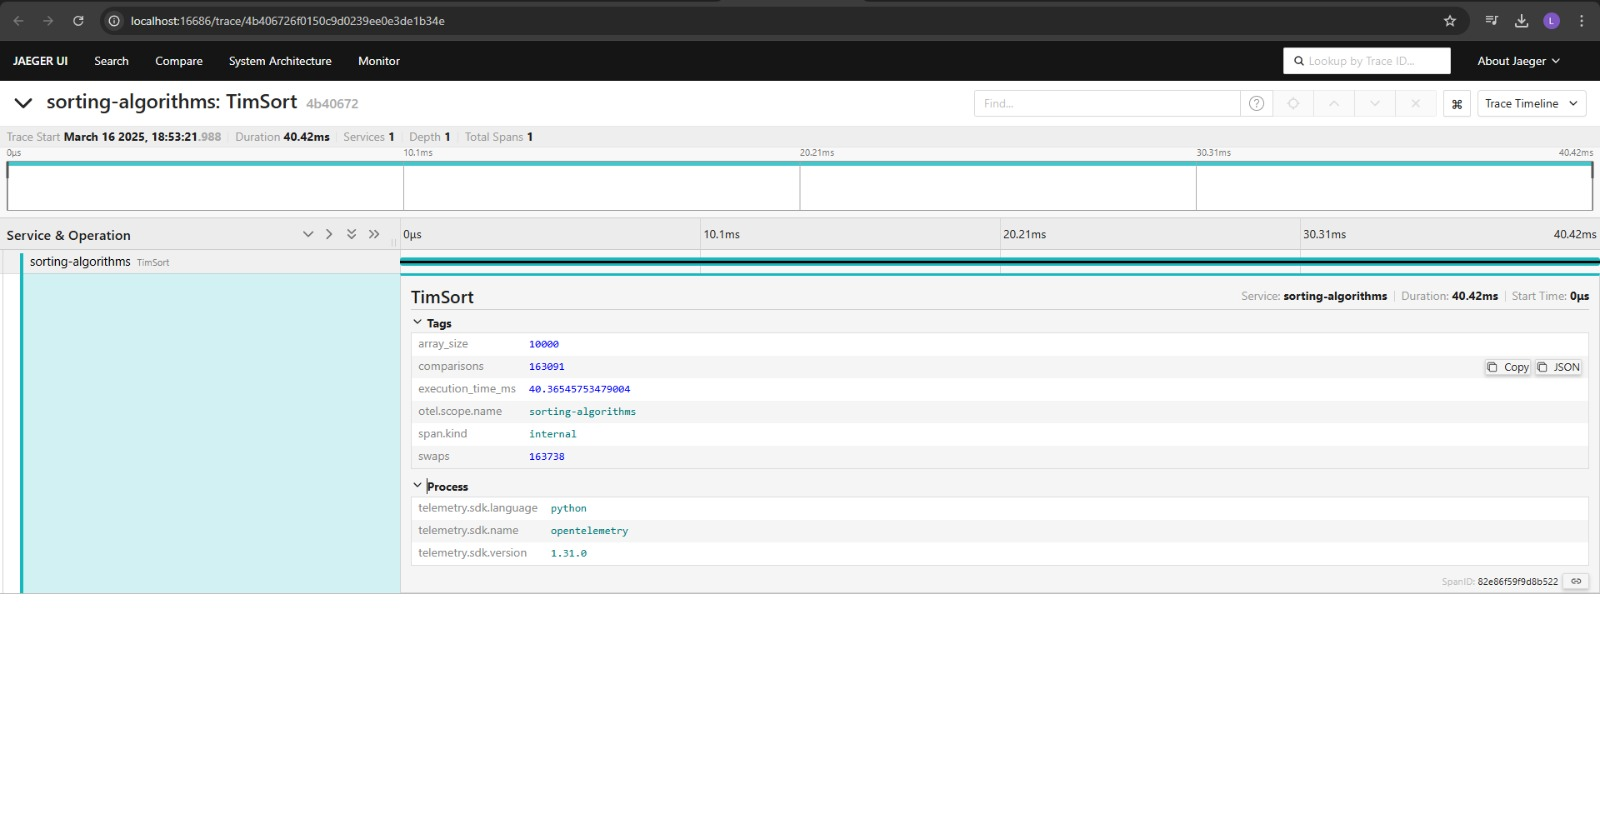 localhost:16686/trace/4b406726f0150c9d0239ee0e3de1b34e
L
JAEGER UI Search Compare System Architecture Monitor Lookup by Trace ID... About Jaeger
sorting-algorithms: TimSort 4b40672 Find... ? ⌘ Trace Timeline
Trace Start March 16 2025, 18:53:21.988 Duration 40.42ms Services 1 Depth 1 Total Spans 1
0μs 10.1ms 20.21ms 30.31ms 40.42ms
Service & Operation 0μs 10.1ms 20.21ms 30.31ms 40.42ms
sorting-algorithms TimSort
TimSort Service: sorting-algorithms Duration: 40.42ms Start Time: 0μs
Tags
array_size 10000
comparisons 163091 Copy JSON
execution_time_ms 40.36545753479004
otel.scope.name sorting-algorithms
span.kind internal
swaps 163738
Process
telemetry.sdk.language python
telemetry.sdk.name opentelemetry
telemetry.sdk.version 1.31.0
SpanID: 82e86f59f9d8b522